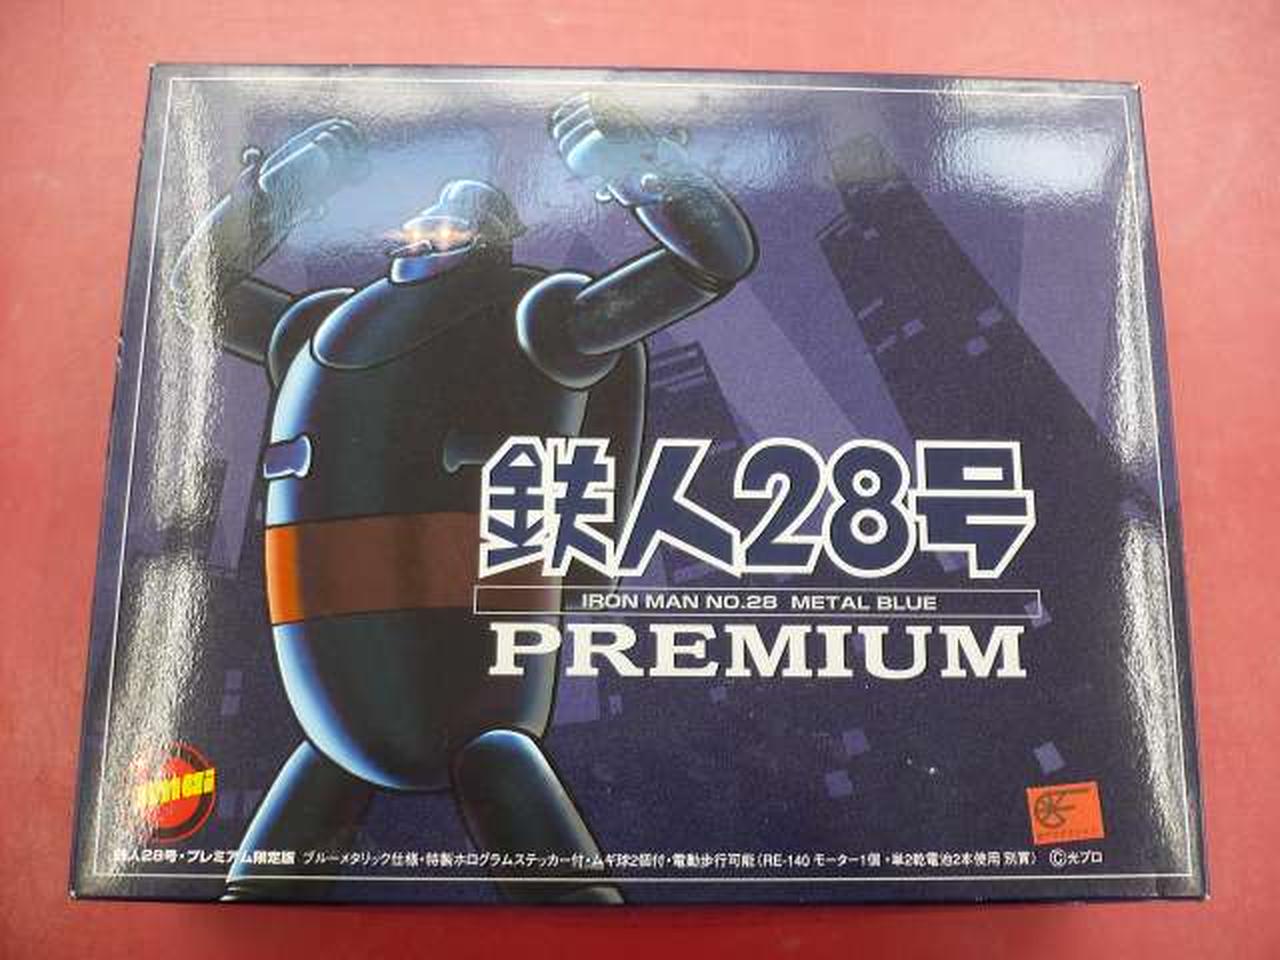 鉄人28号
IRON MAN NO.28 METAL BLUE
PREMIUM
imai
鉄人28号・プレミアム限定版 ブルーメタリック仕様・特製ホログラムステッカー付・ムギ球2個付・電動歩行可能(RE-140 モーター1個・単2乾電池2本使用 別買) Ⓒ光プロ